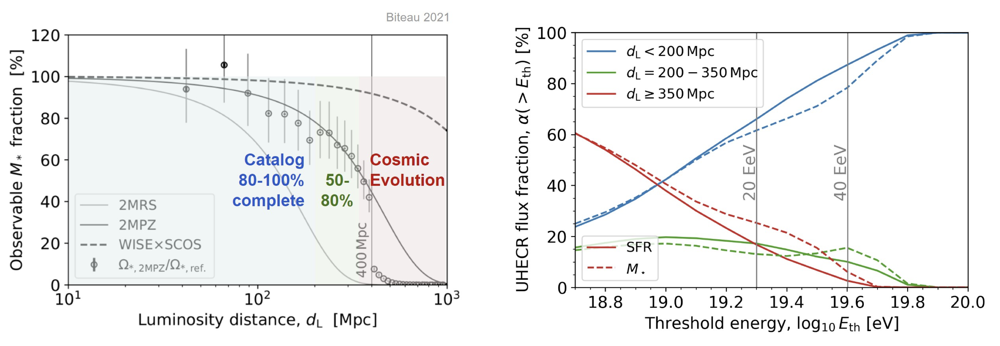 Biteau 2021
Observable M⋆ fraction [%]
120
100
80
60
40
20
0
Catalog
80-100%
complete
50-
80%
Cosmic
Evolution
400 Mpc
2MRS
2MPZ
WISE×SCOS
Ω*, 2MPZ/Ω*, ref.
10¹
10²
10³
Luminosity distance, dL [Mpc]
UHECR flux fraction, α(> Eth) [%]
100
80
60
40
20
0
dL < 200 Mpc
dL = 200 − 350 Mpc
dL ≥ 350 Mpc
20 EeV
40 EeV
SFR
M⋆
18.8
19.0
19.2
19.4
19.6
19.8
20.0
Threshold energy, log10 Eth [eV]